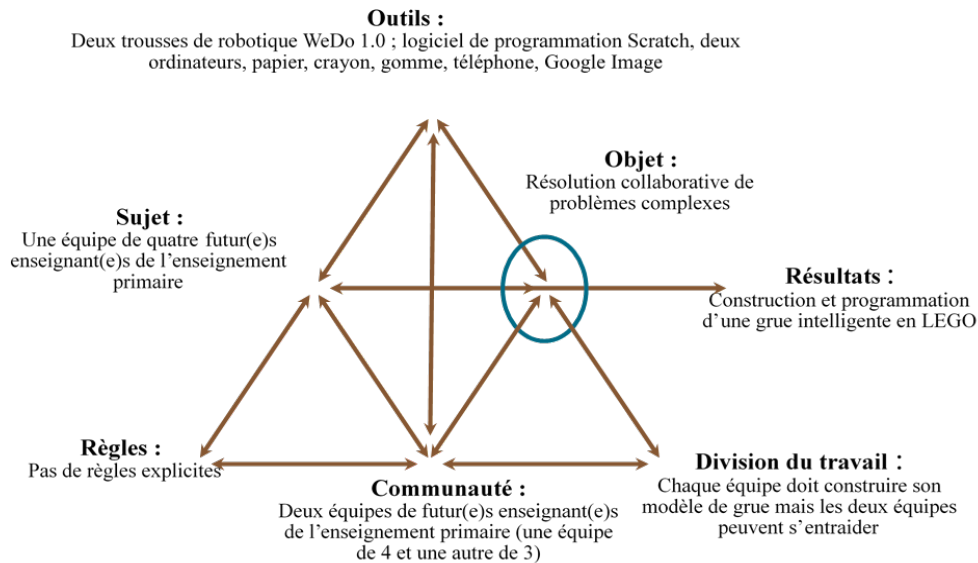 Outils :
Deux trousses de robotique WeDo 1.0 ; logiciel de programmation Scratch, deux
ordinateurs, papier, crayon, gomme, téléphone, Google Image
Objet :
Résolution collaborative de
problèmes complexes
Sujet :
Une équipe de quatre futur(e)s
enseignant(e)s de l'enseignement
primaire
Résultats :
Construction et programmation
d'une grue intelligente en LEGO
Règles :
Pas de règles explicites
Communauté :
Deux équipes de futur(e)s enseignant(e)s
de l'enseignement primaire (une équipe
de 4 et une autre de 3)
Division du travail :
Chaque équipe doit construire son
modèle de grue mais les deux équipes
peuvent s'entraider